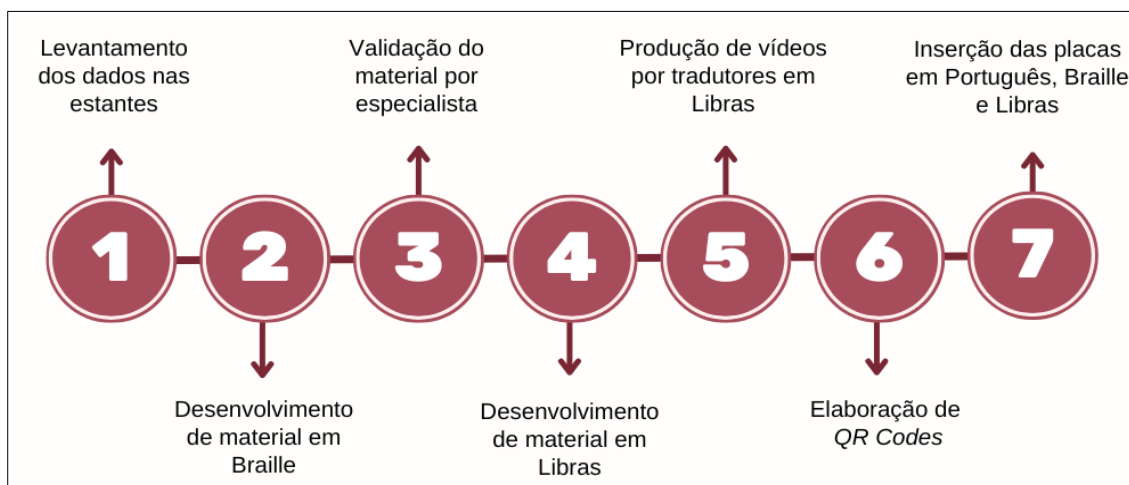 Levantamento
dos dados nas
estantes
Validação do
material por
especialista
Produção de vídeos
por tradutores em
Libras
Inserção das placas
em Português, Braille
e Libras
1
2
3
4
5
6
7
Desenvolvimento
de material em
Braille
Desenvolvimento
de material em
Libras
Elaboração de
QR Codes